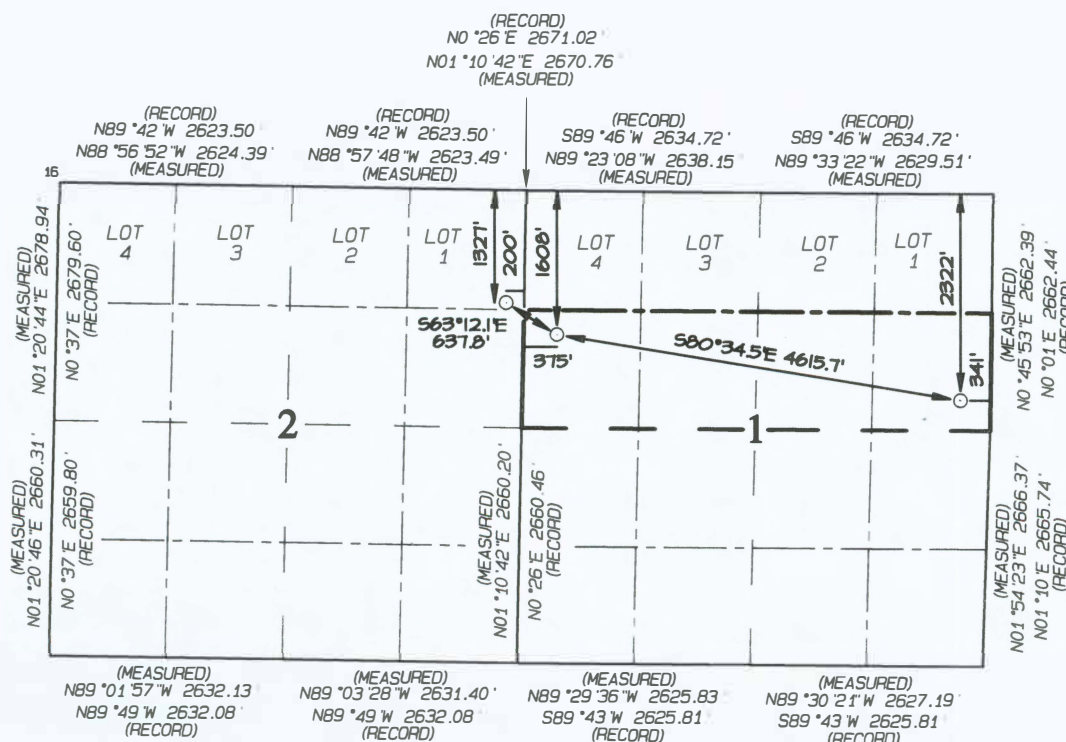 (RECORD)
N0°26'E 2671.02'
N01°10'42"E 2670.76
(MEASURED)
(RECORD)
N89°42'W 2623.50
N88°56'52"W 2624.39'
(MEASURED)
(RECORD)
N89°42'W 2623.50'
N88°57'48"W 2623.49'
(MEASURED)
(RECORD)
S89°46'W 2634.72'
N89°23'08"W 2638.15
(MEASURED)
(RECORD)
S89°46'W 2634.72'
N89°33'22"W 2629.51'
(MEASURED)
16
LOT
4
LOT
3
LOT
2
LOT
1
LOT
4
LOT
3
LOT
2
LOT
1
1327'
200'
1608'
2322'
341'
S63°12.1'E
637.8'
375'
S80°34.5'E 4615.7'
2
1
(MEASURED)
N01°20'44"E 2678.94'
N0°37'E 2679.60'
(RECORD)
(MEASURED)
N01°20'46"E 2660.31'
N0°37'E 2659.80'
(RECORD)
(MEASURED)
N01°10'42"E 2660.20'
N0°26'E 2660.46'
(RECORD)
(MEASURED)
N0°45'53"E 2662.39'
N0°01'E 2662.44'
(RECORD)
(MEASURED)
N01°54'23"E 2666.37'
N01°10'E 2665.74'
(RECORD)
(MEASURED)
N89°01'57"W 2632.13'
N89°49'W 2632.08'
(RECORD)
(MEASURED)
N89°03'28"W 2631.40'
N89°49'W 2632.08
(RECORD)
(MEASURED)
N89°29'36"W 2625.83
S89°43'W 2625.81'
(RECORD)
(MEASURED)
N89°30'21"W 2627.19'
S89°43'W 2625.81
(RECORD)